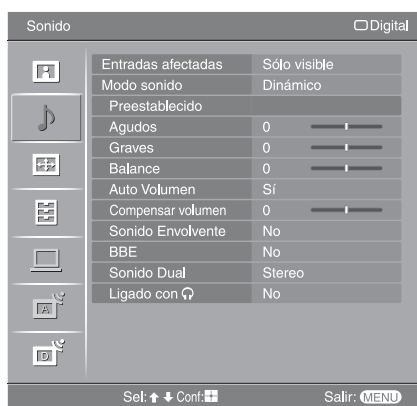 Sonido Digital
Entradas afectadas Sólo visible
Modo sonido Dinámico
Preestablecido
Agudos 0
Graves 0
Balance 0
Auto Volumen Sí
Compensar volumen 0
Sonido Envolvente No
BBE No
Sonido Dual Stereo
Ligado con No
A
D
Sel: Conf: Salir: MENU